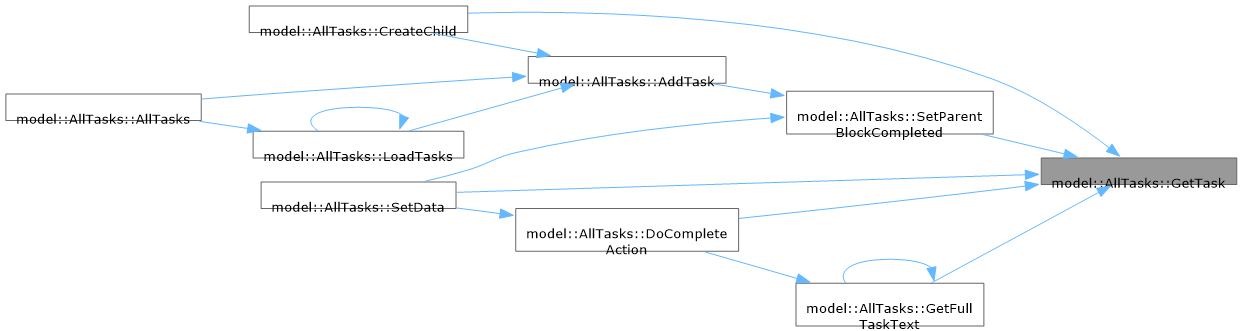 model::AllTasks::CreateChild
model::AllTasks::AddTask
model::AllTasks::AllTasks
model::AllTasks::SetParent
BlockCompleted
model::AllTasks::LoadTasks
model::AllTasks::GetTask
model::AllTasks::SetData
model::AllTasks::DoComplete
Action
model::AllTasks::GetFull
TaskText